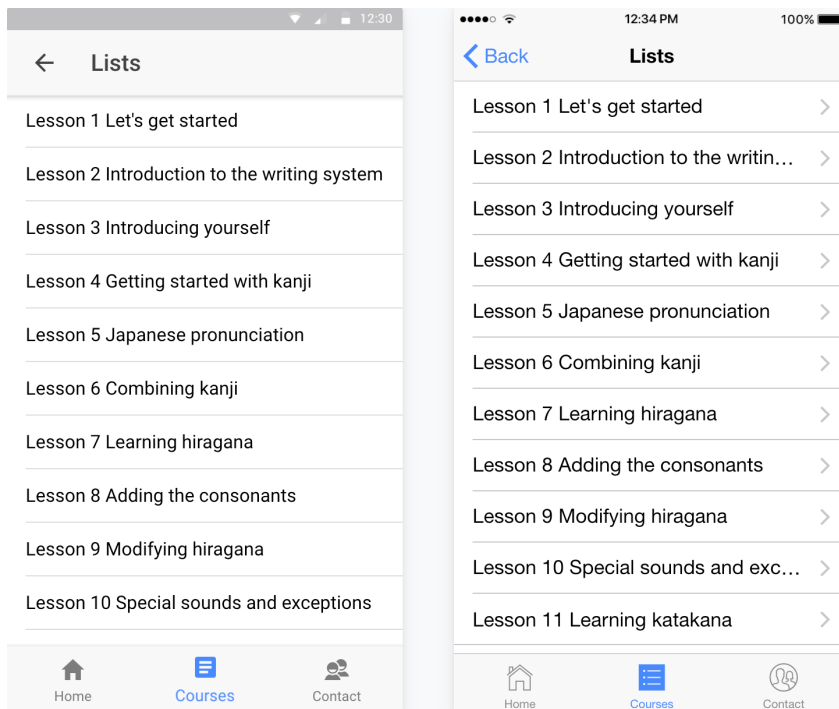 12:30
Lists
Lesson 1 Let's get started
Lesson 2 Introduction to the writing system
Lesson 3 Introducing yourself
Lesson 4 Getting started with kanji
Lesson 5 Japanese pronunciation
Lesson 6 Combining kanji
Lesson 7 Learning hiragana
Lesson 8 Adding the consonants
Lesson 9 Modifying hiragana
Lesson 10 Special sounds and exceptions
Home
Courses
Contact
12:34 PM
100%
Back
Lists
Lesson 1 Let's get started
Lesson 2 Introduction to the writin...
Lesson 3 Introducing yourself
Lesson 4 Getting started with kanji
Lesson 5 Japanese pronunciation
Lesson 6 Combining kanji
Lesson 7 Learning hiragana
Lesson 8 Adding the consonants
Lesson 9 Modifying hiragana
Lesson 10 Special sounds and exc...
Lesson 11 Learning katakana
Home
Courses
Contact